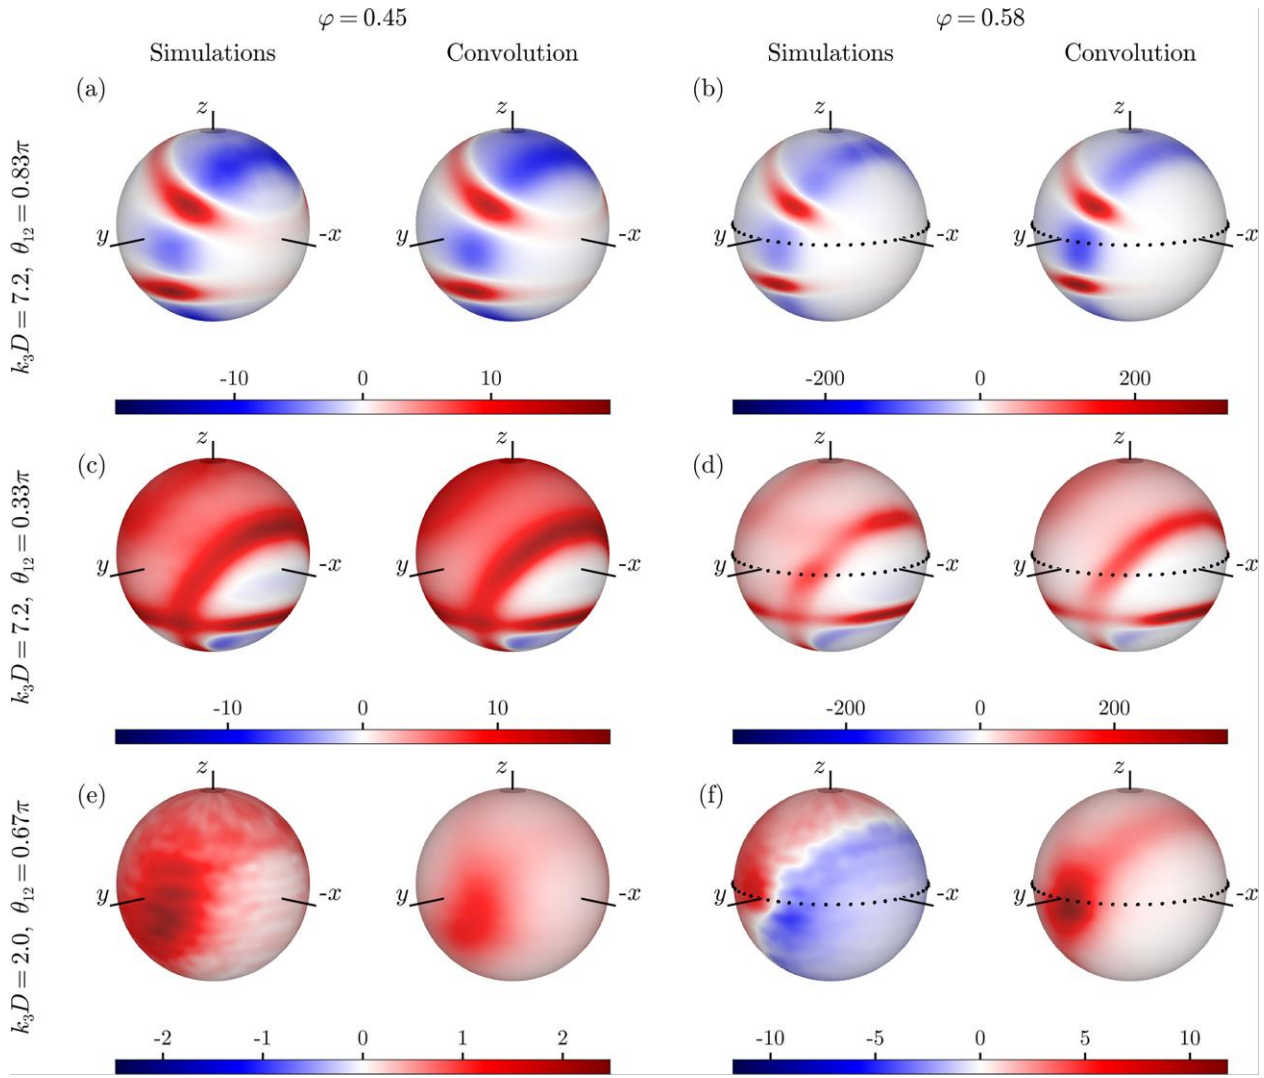 φ = 0.45 φ = 0.58
Simulations Convolution Simulations Convolution
(a) (b)
k₃D = 7.2, θ₁₂ = 0.83π
z z z z
y -x y -x y -x y -x
-10 0 10 -200 0 200
(c) (d)
k₃D = 7.2, θ₁₂ = 0.33π
z z z z
y -x y -x y -x y -x
-10 0 10 -200 0 200
(e) (f)
k₃D = 2.0, θ₁₂ = 0.67π
z z z z
y -x y -x y -x y -x
-2 -1 0 1 2 -10 -5 0 5 10